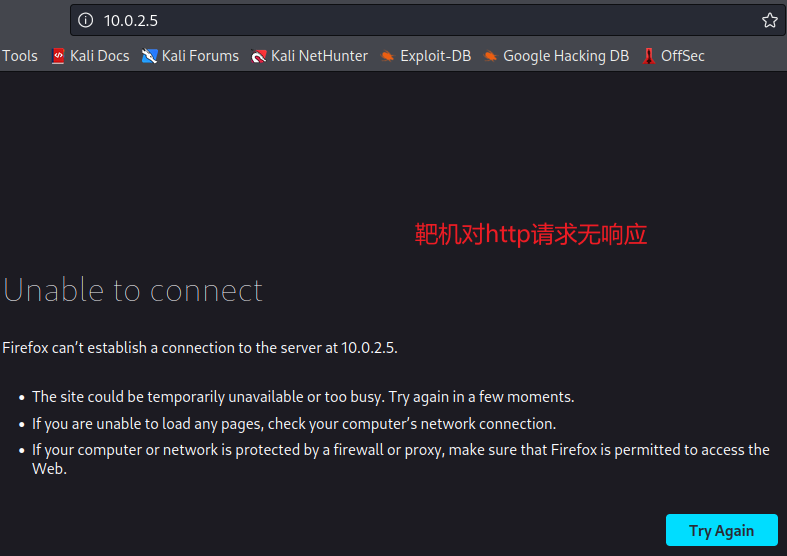 10.0.2.5
Tools Kali Docs Kali Forums Kali NetHunter Exploit-DB Google Hacking DB OffSec
靶机对http请求无响应
Unable to connect
Firefox can’t establish a connection to the server at 10.0.2.5.
• The site could be temporarily unavailable or too busy. Try again in a few moments.
• If you are unable to load any pages, check your computer’s network connection.
• If your computer or network is protected by a firewall or proxy, make sure that Firefox is permitted to access the
Web.
Try Again